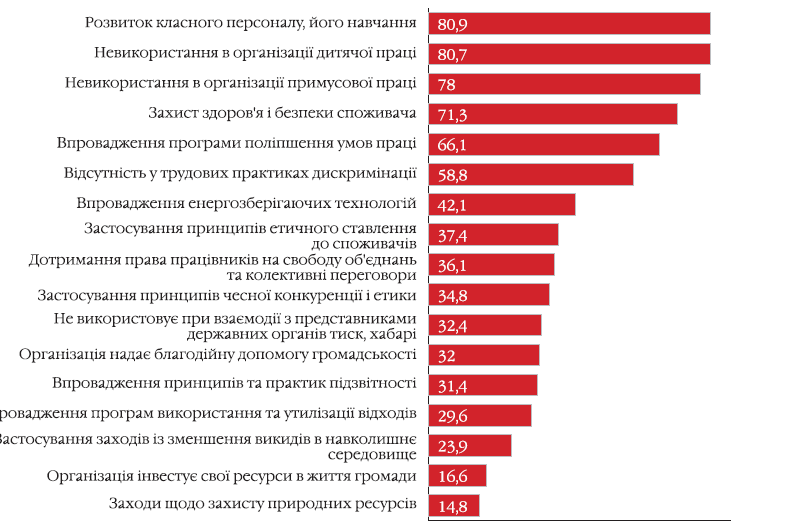 Розвиток класного персоналу, його навчання 80,9
Невикористання в організації дитячої праці 80,7
Невикористання в організації примусової праці 78
Захист здоров'я і безпеки споживача 71,3
Впровадження програми поліпшення умов праці 66,1
Відсутність у трудових практиках дискримінації 58,8
Впровадження енергозберігаючих технологій 42,1
Застосування принципів етичного ставлення
до споживачів 37,4
Дотримання права працівників на свободу об'єднань
та колективні переговори 36,1
Застосування принципів чесної конкуренції і етики 34,8
Не використовує при взаємодії з представниками
державних органів тиск, хабарі 32,4
Організація надає благодійну допомогу громадськості 32
Впровадження принципів та практик підзвітності 31,4
ровадження програм використання та утилізації відходів 29,6
Застосування заходів із зменшення викидів в навколишнє
середовище 23,9
Організація інвестує свої ресурси в життя громади 16,6
Заходи щодо захисту природних ресурсів 14,8